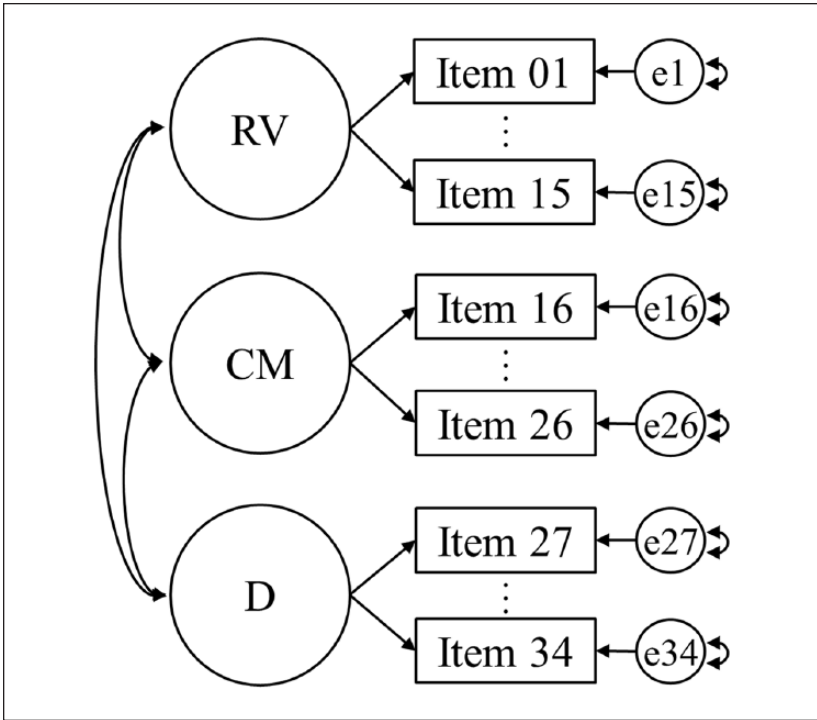 RV
Item 01
e1
Item 15
e15
CM
Item 16
e16
Item 26
e26
D
Item 27
e27
Item 34
e34